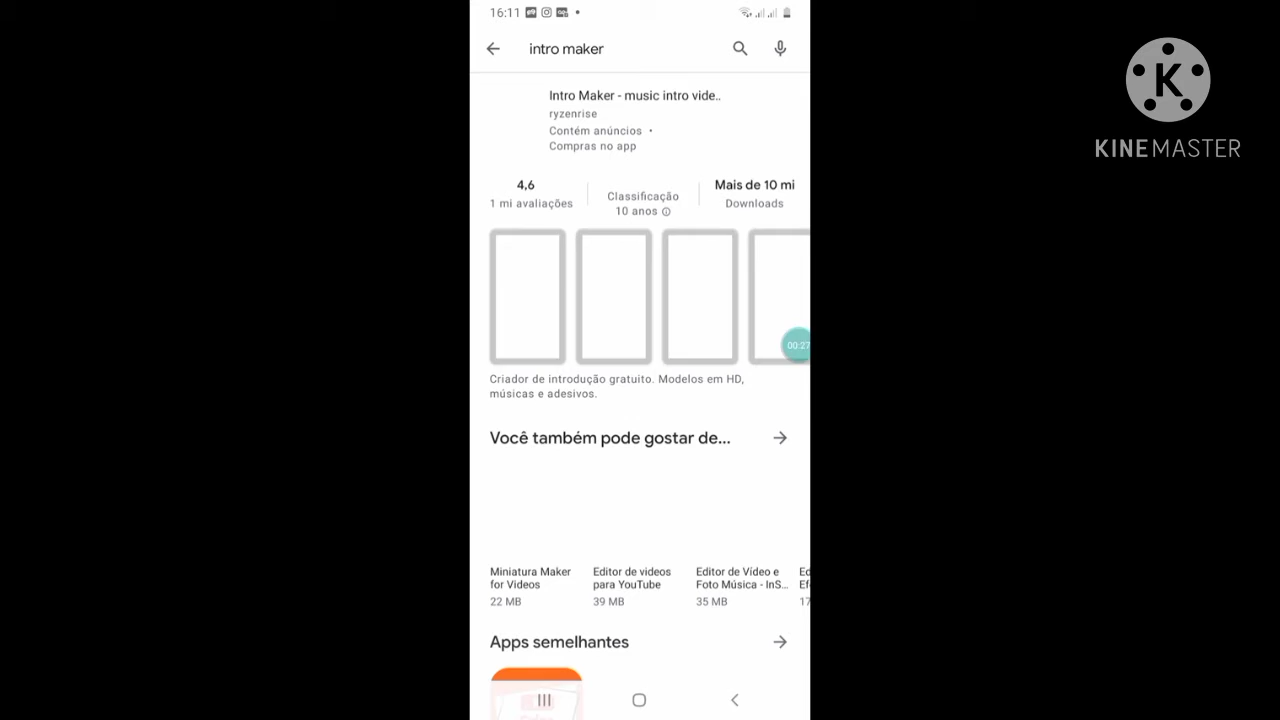 16:11
intro maker
Intro Maker - music intro vide..
ryzenrise
Contém anúncios •
Compras no app
4,6
1 mi avaliações
Classificação
10 anos
Mais de 10 mi
Downloads
00:27
Criador de introdução gratuito. Modelos em HD,
músicas e adesivos.
Você também pode gostar de...
Miniatura Maker
for Videos
22 MB
Editor de videos
para YouTube
39 MB
Editor de Vídeo e
Foto Música - InS...
35 MB
Ed
Ef
17
Apps semelhantes
K
KINEMASTER